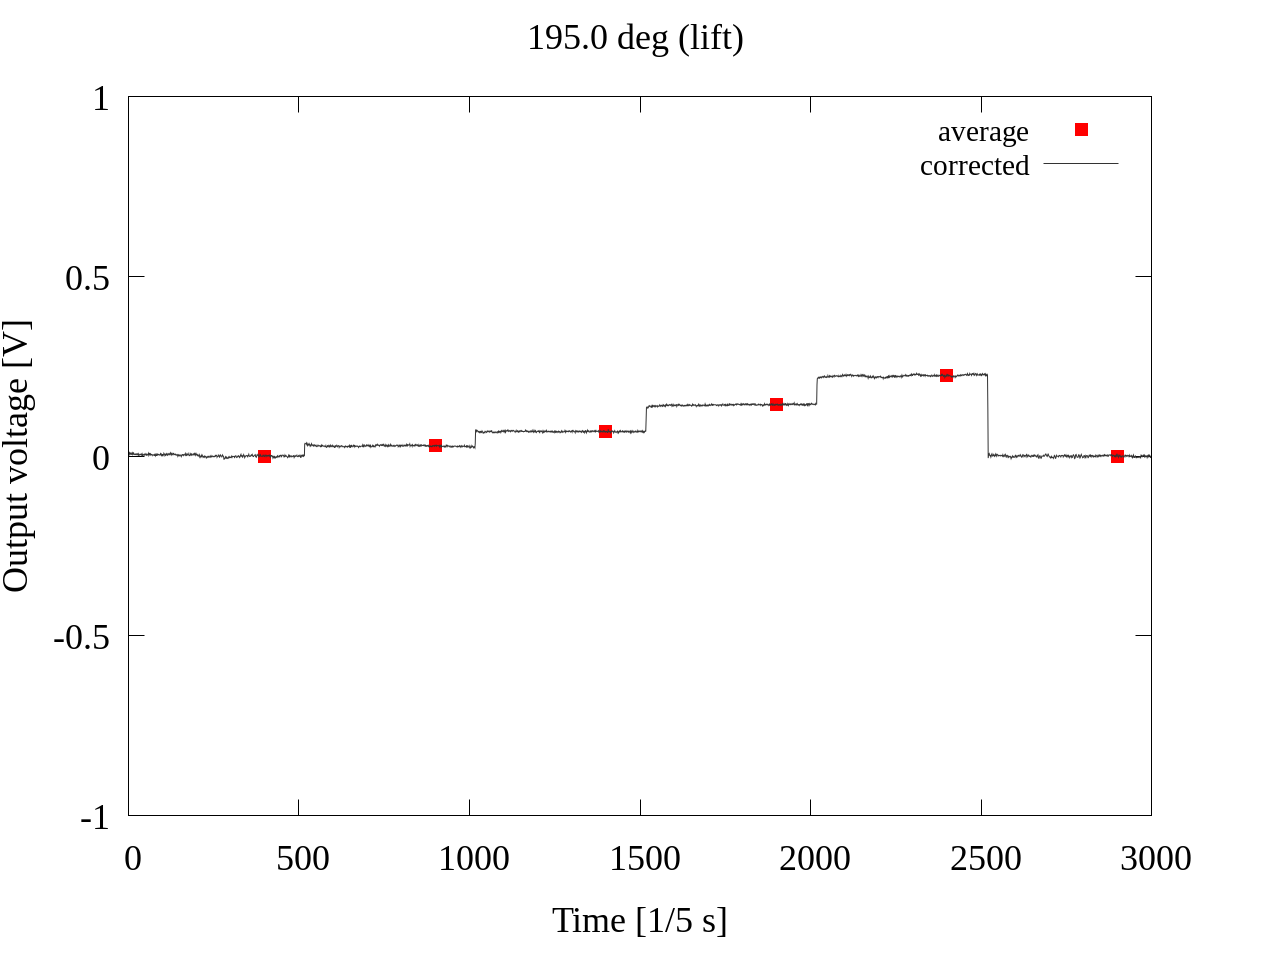 195.0 deg (lift)
average
corrected
1
0.5
0
-0.5
-1
Output voltage [V]
0 500 1000 1500 2000 2500 3000
Time [1/5 s]